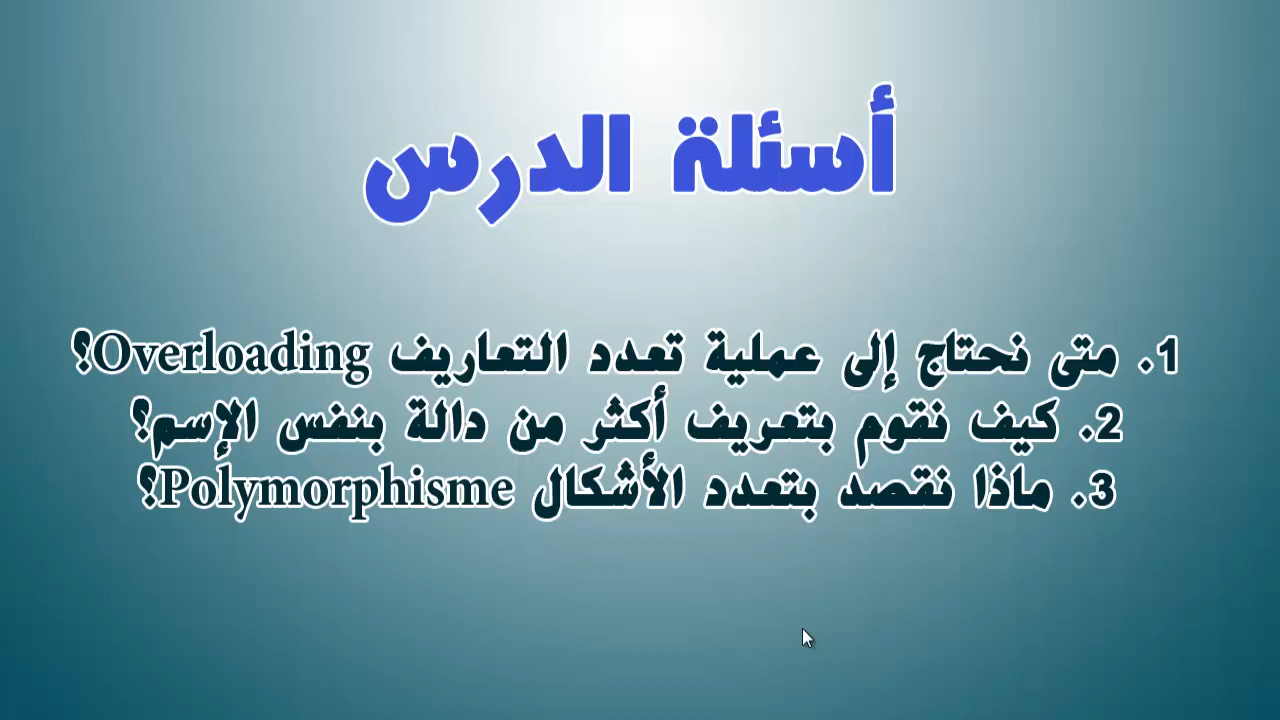 أسئلة الدرس
1. متى نحتاج إلى عملية تعدد التعاريف Overloading؟
2. كيف نقوم بتعريف أكثر من دالة بنفس الإسم؟
3. ماذا نقصد بتعدد الأشكال Polymorphisme؟